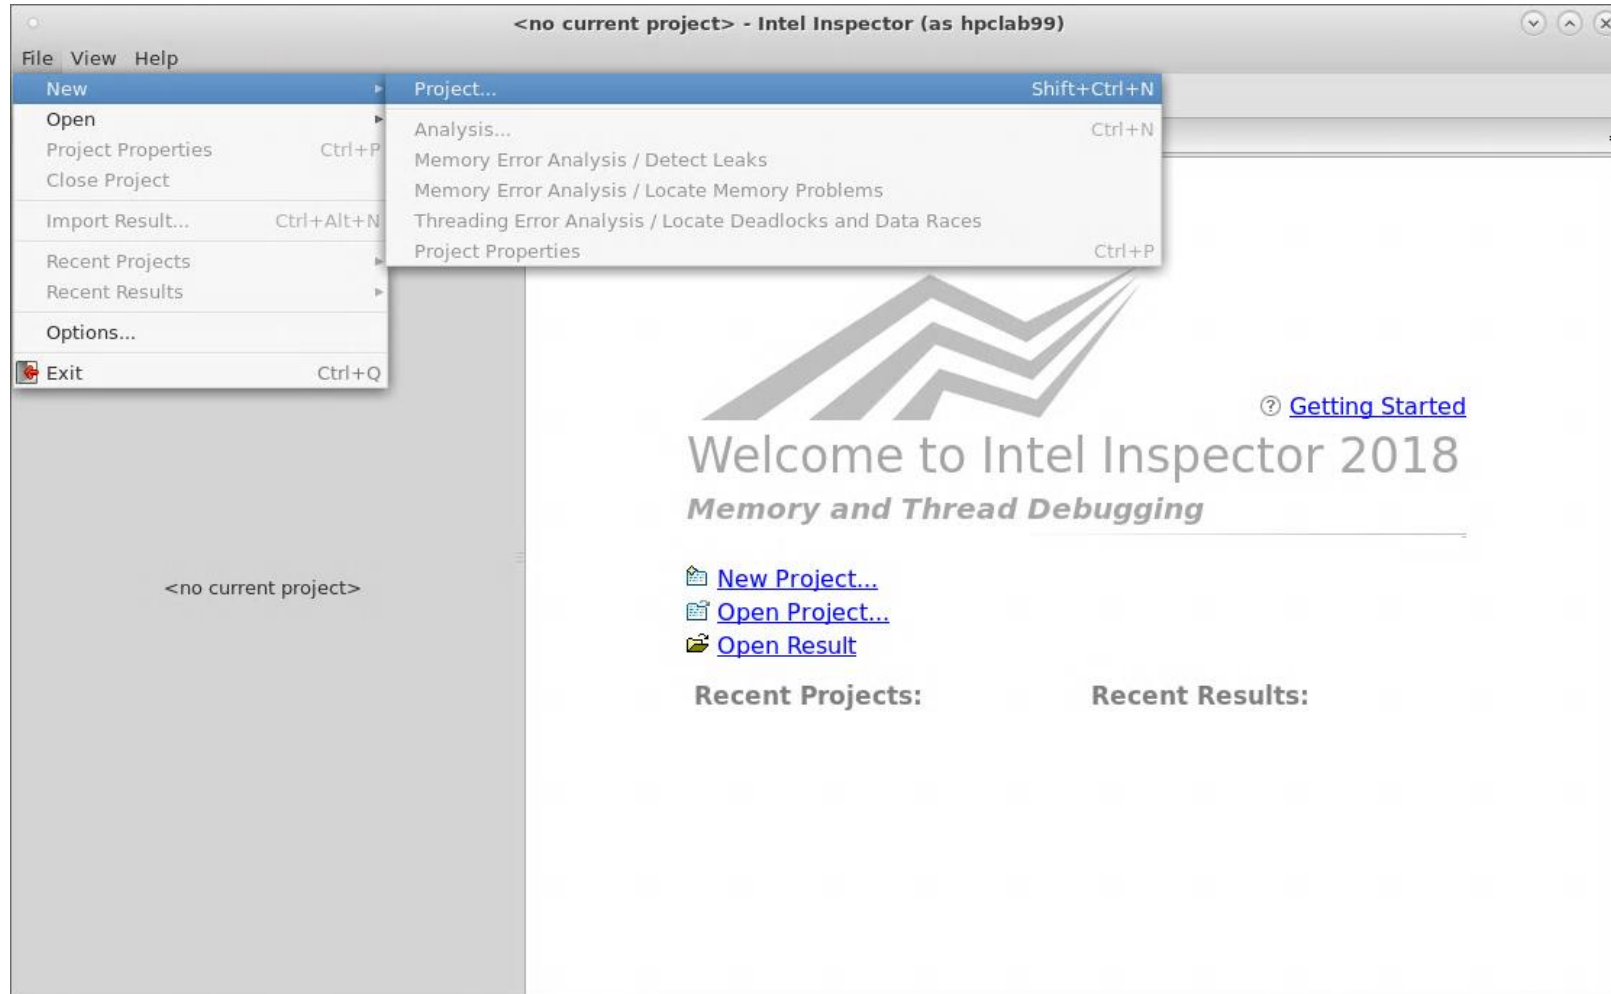 <no current project> - Intel Inspector (as hpclab99)
File View Help
New
Open
Project Properties Ctrl+P
Close Project
Import Result... Ctrl+Alt+N
Recent Projects
Recent Results
Options...
Exit Ctrl+Q
Project... Shift+Ctrl+N
Analysis... Ctrl+N
Memory Error Analysis / Detect Leaks
Memory Error Analysis / Locate Memory Problems
Threading Error Analysis / Locate Deadlocks and Data Races
Project Properties Ctrl+P
<no current project>
Getting Started
Welcome to Intel Inspector 2018
Memory and Thread Debugging
New Project...
Open Project...
Open Result
Recent Projects: Recent Results: